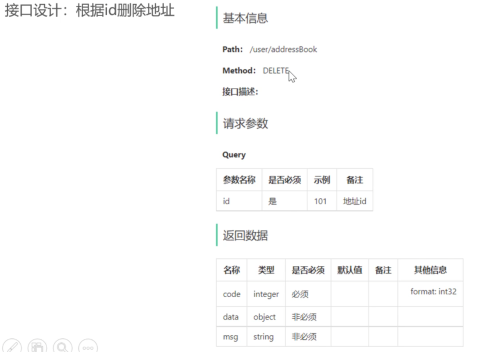 接口设计：根据id删除地址
基本信息
Path： /user/addressBook
Method： DELETE
接口描述：
请求参数
Query
参数名称 是否必须 示例 备注
id 是 101 地址id
返回数据
名称 类型 是否必须 默认值 备注 其他信息
code integer 必须 format: int32
data object 非必须
msg string 非必须